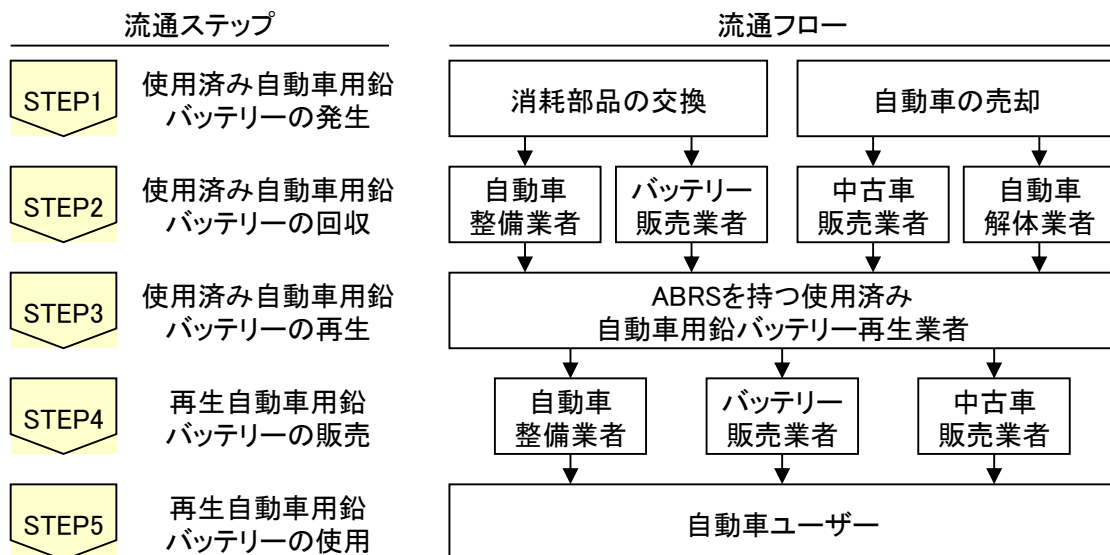 流通ステップ
流通フロー
STEP1
使用済み自動車用鉛
バッテリーの発生
消耗部品の交換
自動車の売却
STEP2
使用済み自動車用鉛
バッテリーの回収
自動車
整備業者
バッテリー
販売業者
中古車
販売業者
自動車
解体業者
STEP3
使用済み自動車用鉛
バッテリーの再生
ABRSを持つ使用済み
自動車用鉛バッテリー再生業者
STEP4
再生自動車用鉛
バッテリーの販売
自動車
整備業者
バッテリー
販売業者
中古車
販売業者
STEP5
再生自動車用鉛
バッテリーの使用
自動車ユーザー